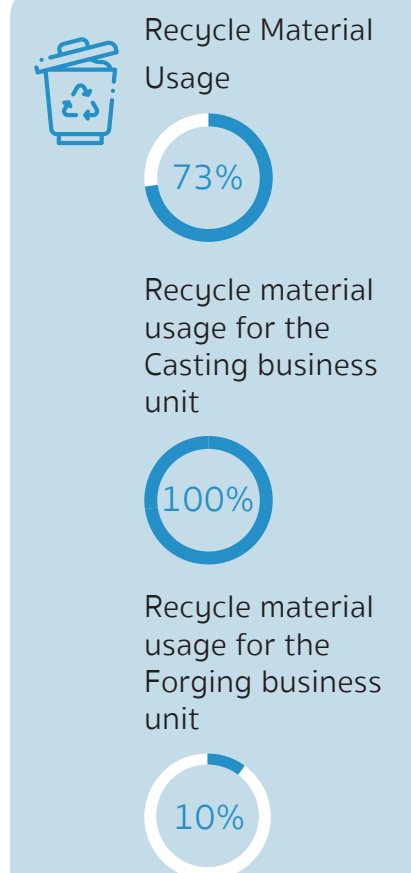 Recycle Material
Usage
73%
Recycle material
usage for the
Casting business
unit
100%
Recycle material
usage for the
Forging business
unit
10%